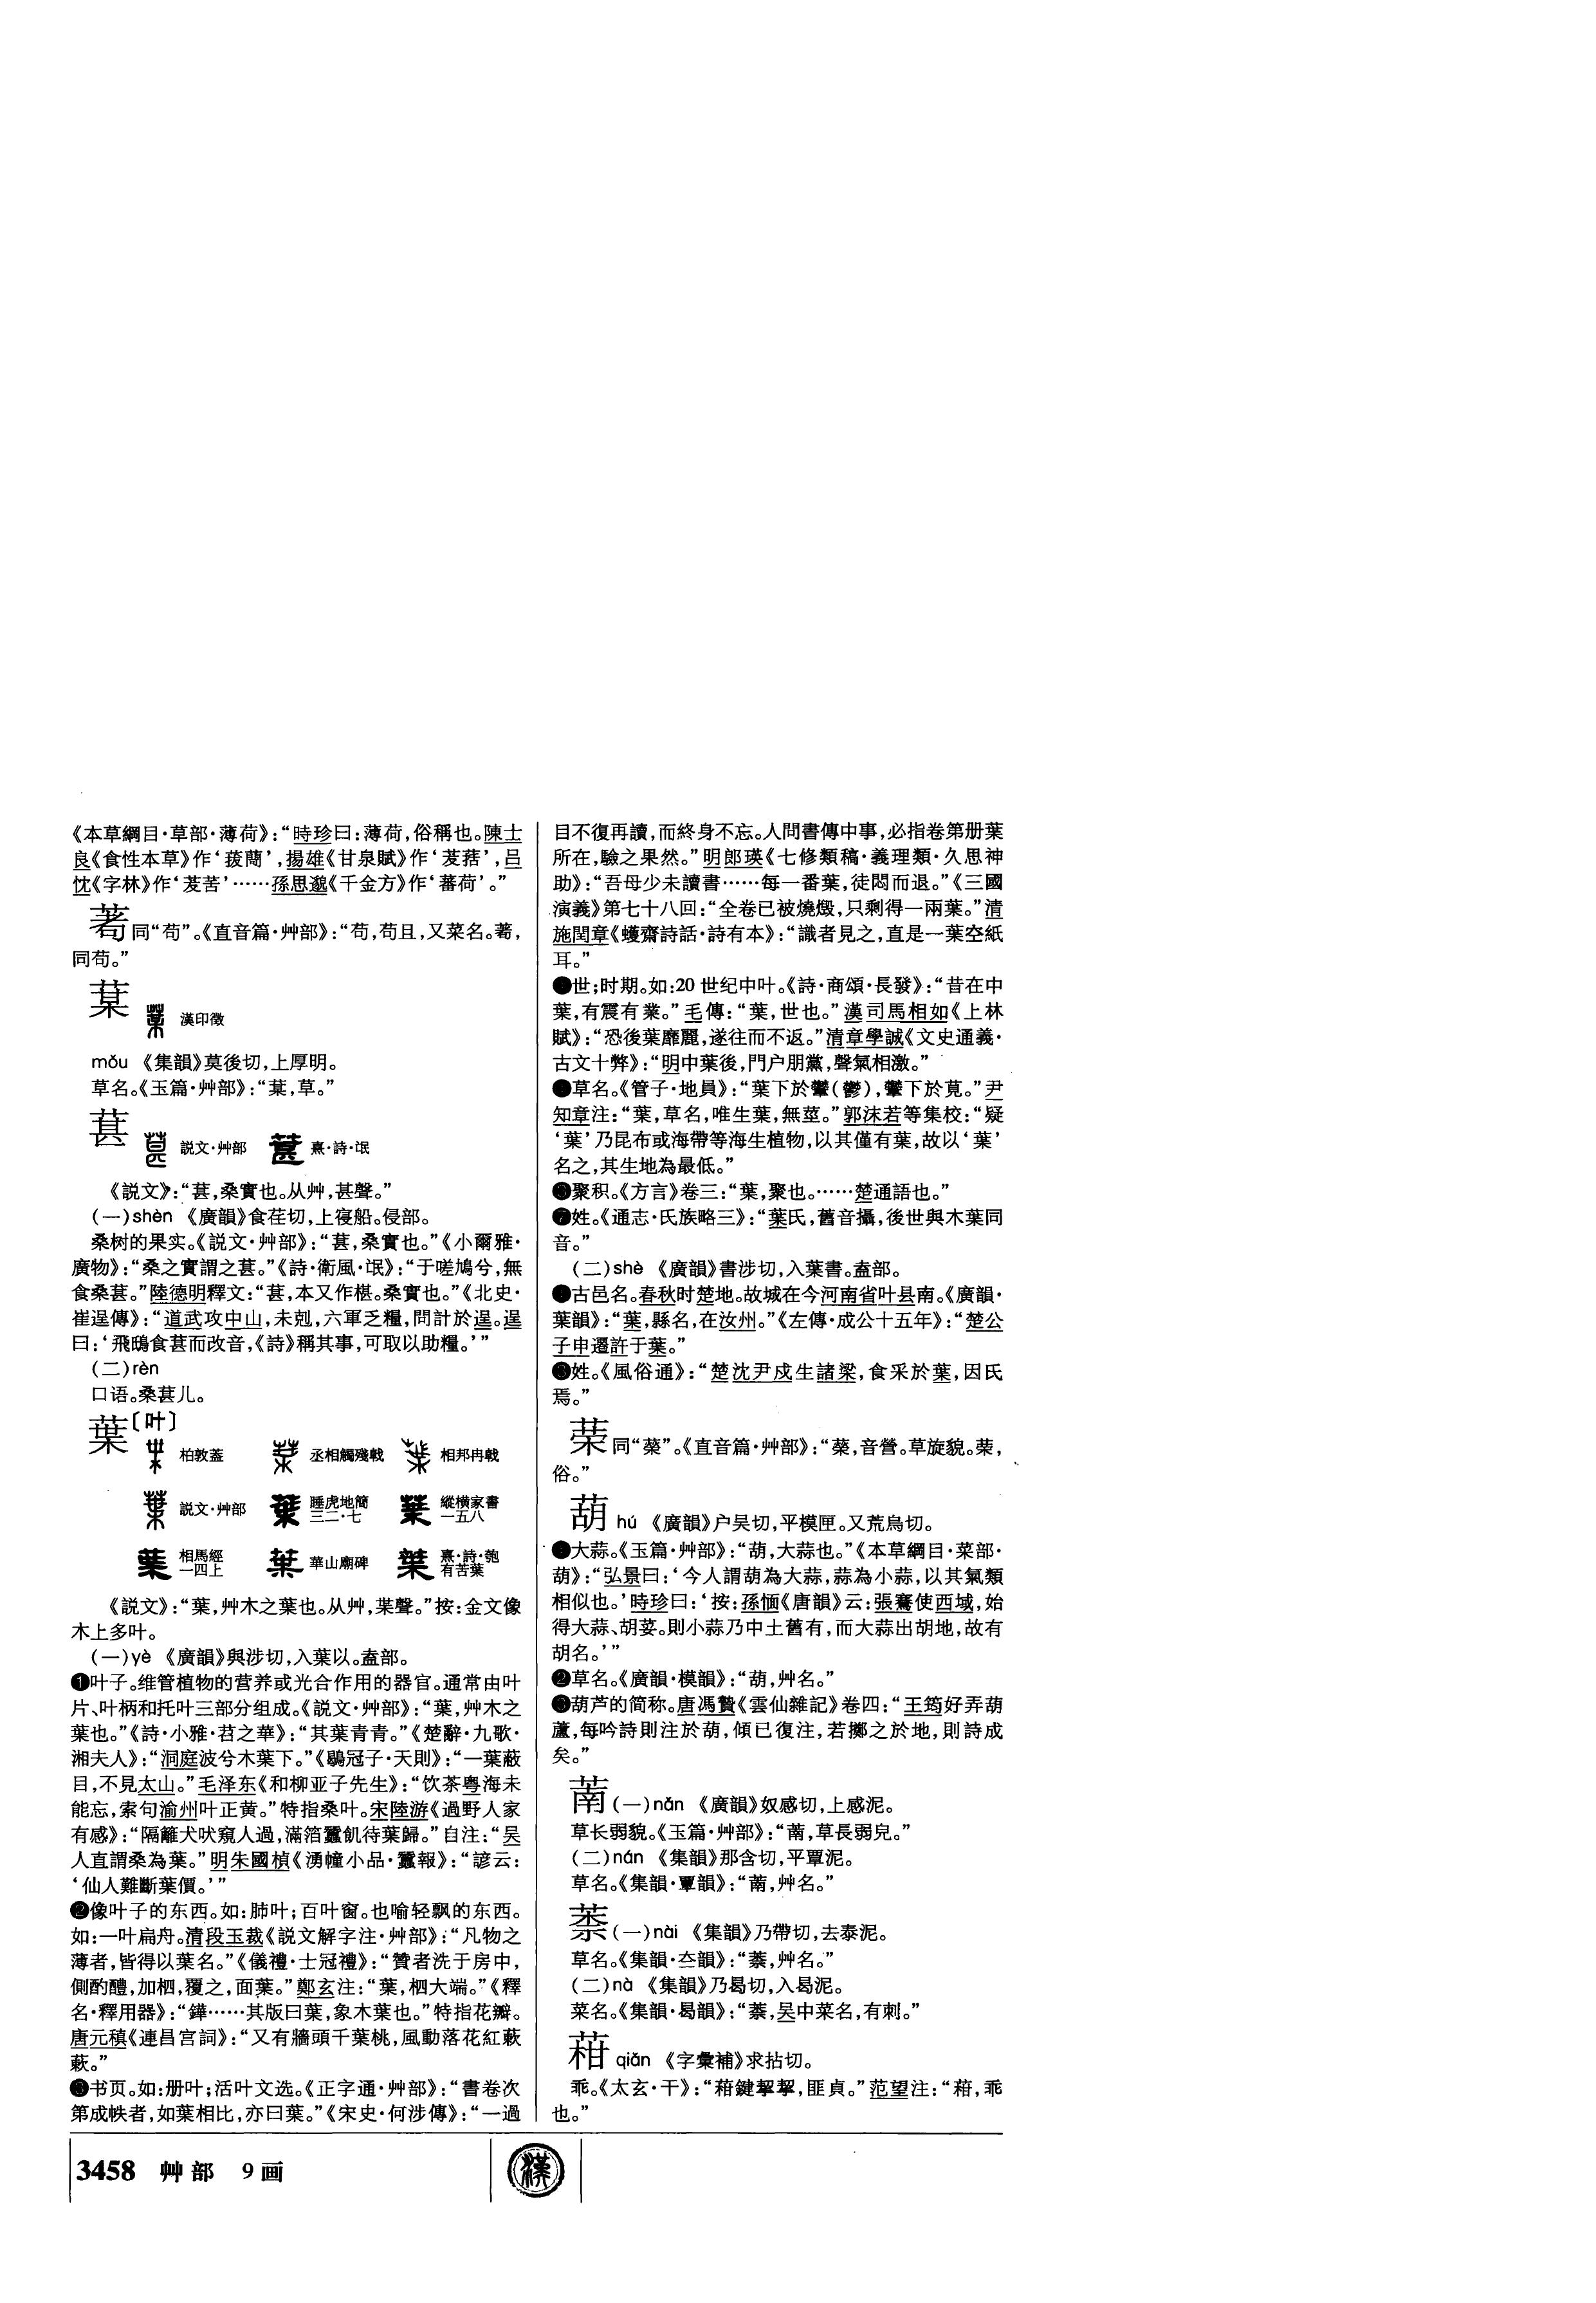 《本草綱目·草部·薄荷》：“時珍曰：薄荷，俗稱也。陳士
良《食性本草》作‘菝蕳’，揚雄《甘泉賦》作‘茇葀’，吕
忱《字林》作‘茇苦’……孫思邈《千金方》作‘蕃荷’。”
同“苟”。《直音篇·艸部》：“苟，苟且，又菜名。蓍，
同苟。”
漢印徵
mǒu 《集韻》莫後切，上厚明。
草名。《玉篇·艸部》：“葈，草。”
葚
説文·艸部 熹·詩·氓
《説文》：“葚，桑實也。从艸，甚聲。”
（一）shèn 《廣韻》食荏切，上寑船。侵部。
桑树的果实。《説文·艸部》：“葚，桑實也。”《小爾雅·
廣物》：“桑之實謂之葚。”《詩·衛風·氓》：“于嗟鳩兮，無
食桑葚。”陸德明釋文：“葚，本又作椹。桑實也。”《北史·
崔逞傳》：“道武攻中山，未剋，六軍乏糧，問計於逞。逞
曰：‘飛鴟食葚而改音，《詩》稱其事，可取以助糧。’”
（二）rèn
口语。桑葚儿。
葉〔叶〕
柏敦蓋 丞相觸殘戟 相邦冉戟
説文·艸部 睡虎地簡三二·七 縱横家書一五八
相馬經一四上 華山廟碑 熹·詩·匏有苦葉
《説文》：“葉，艸木之葉也。从艸，枼聲。”按：金文像
木上多叶。
（一）yè 《廣韻》與涉切，入葉以。盍部。
❶叶子。维管植物的营养或光合作用的器官。通常由叶
片、叶柄和托叶三部分组成。《説文·艸部》：“葉，艸木之
葉也。”《詩·小雅·苕之華》：“其葉青青。”《楚辭·九歌·
湘夫人》：“洞庭波兮木葉下。”《鶡冠子·天則》：“一葉蔽
目，不見太山。”毛泽东《和柳亚子先生》：“饮茶粤海未
能忘，索句渝州叶正黄。”特指桑叶。宋陸游《過野人家
有感》：“隔籬犬吠窺人過，滿箔蠶飢待葉歸。”自注：“吴
人直謂桑為葉。”明朱國楨《湧幢小品·蠶報》：“諺云：
‘仙人難斷葉價。’”
❷像叶子的东西。如：肺叶；百叶窗。也喻轻飘的东西。
如：一叶扁舟。清段玉裁《説文解字注·艸部》：“凡物之
薄者，皆得以葉名。”《儀禮·士冠禮》：“贊者洗于房中，
側酌醴，加柶，覆之，面葉。”鄭玄注：“葉，柶大端。”《釋
名·釋用器》：“鏵……其版曰葉，象木葉也。”特指花瓣。
唐元稹《連昌宫詞》：“又有牆頭千葉桃，風動落花紅蔌
蔌。”
❸书页。如：册叶；活叶文选。《正字通·艸部》：“書卷次
第成帙者，如葉相比，亦曰葉。”《宋史·何涉傳》：“一過
目不復再讀，而終身不忘。人問書傳中事，必指卷第册葉
所在，驗之果然。”明郎瑛《七修類稿·義理類·久思神
助》：“吾母少未讀書……每一番葉，徒悶而退。”《三國
演義》第七十八回：“全卷已被燒燬，只剩得一兩葉。”清
施閏章《蠖齋詩話·詩有本》：“識者見之，直是一葉空紙
耳。”
❹世；时期。如：20世纪中叶。《詩·商頌·長發》：“昔在中
葉，有震有業。”毛傳：“葉，世也。”漢司馬相如《上林
賦》：“恐後葉靡麗，遂往而不返。”清章學誠《文史通義·
古文十弊》：“明中葉後，門户朋黨，聲氣相激。”
❺草名。《管子·地員》：“葉下於䕯（鬱），䕯下於莧。”尹
知章注：“葉，草名，唯生葉，無莖。”郭沫若等集校：“疑
‘葉’乃昆布或海帶等海生植物，以其僅有葉，故以‘葉’
名之，其生地為最低。”
❻聚积。《方言》卷三：“葉，聚也。……楚通語也。”
❼姓。《通志·氏族略三》：“葉氏，舊音攝，後世與木葉同
音。”
（二）shè 《廣韻》書涉切，入葉書。盍部。
❶古邑名。春秋时楚地。故城在今河南省叶县南。《廣韻·
葉韻》：“葉，縣名，在汝州。”《左傳·成公十五年》：“楚公
子申遷許于葉。”
❷姓。《風俗通》：“楚沈尹戌生諸梁，食采於葉，因氏
焉。”
同“蘃”。《直音篇·艸部》：“蘃，音營。草旋貌。荣，
俗。”
葫 hú 《廣韻》户吴切，平模匣。又荒烏切。
❶大蒜。《玉篇·艸部》：“葫，大蒜也。”《本草綱目·菜部·
葫》：“弘景曰：‘今人謂葫為大蒜，蒜為小蒜，以其氣類
相似也。’時珍曰：‘按：孫愐《唐韻》云：張騫使西域，始
得大蒜、胡荽。則小蒜乃中土舊有，而大蒜出胡地，故有
胡名。’”
❷草名。《廣韻·模韻》：“葫，艸名。”
❸葫芦的简称。唐馮贄《雲仙雜記》卷四：“王筠好弄葫
蘆，每吟詩則注於葫，傾已復注，若擲之於地，則詩成
矣。”
萳（一）nǎn 《廣韻》奴感切，上感泥。
草长弱貌。《玉篇·艸部》：“萳，草長弱皃。”
（二）nán 《集韻》那含切，平覃泥。
草名。《集韻·覃韻》：“萳，艸名。”
萘（一）nài 《集韻》乃帶切，去泰泥。
草名。《集韻·夳韻》：“萘，艸名。”
（二）nà 《集韻》乃曷切，入曷泥。
菜名。《集韻·曷韻》：“萘，吴中菜名，有刺。”
蒩 qiǎn 《字彙補》求拈切。
乖。《太玄·干》：“葙鍵挈挈，匪貞。”范望注：“葙，乖
也。”
3458 艸部 9画
漢